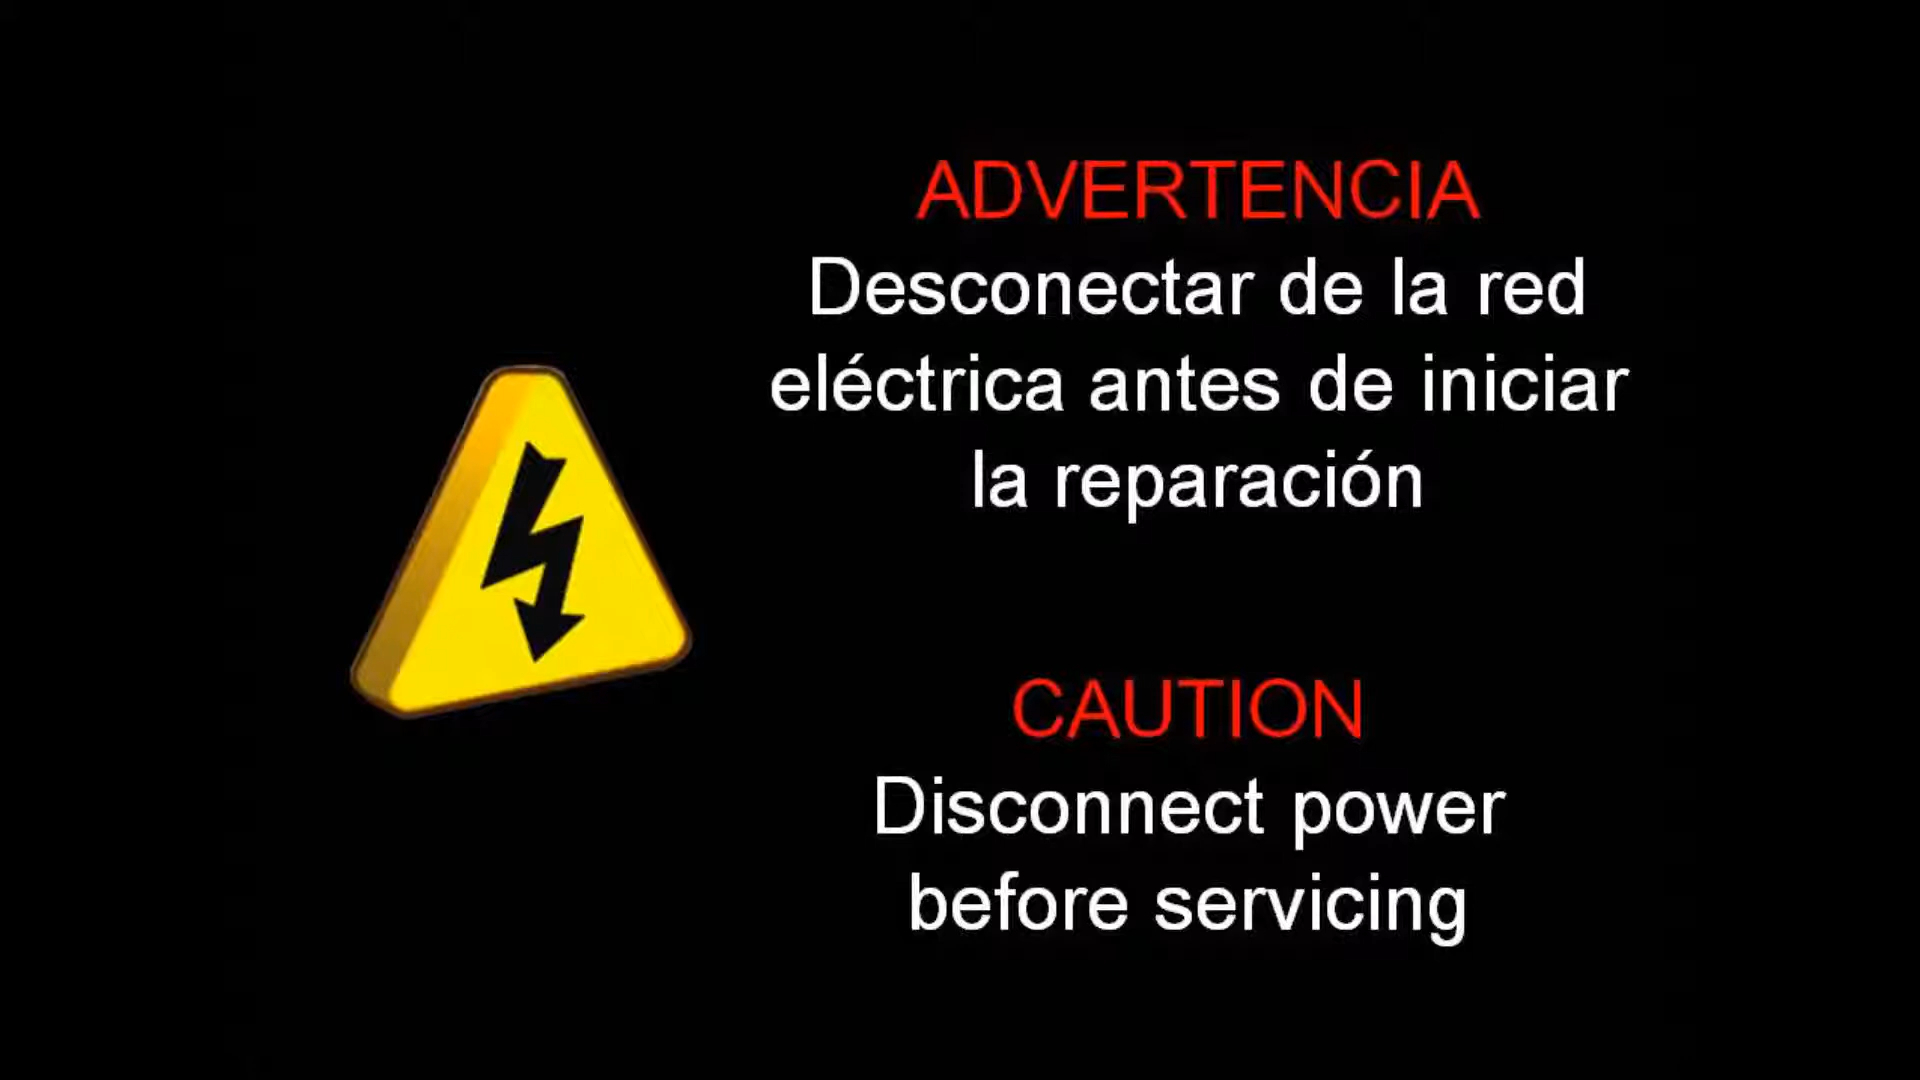 ADVERTENCIA
Desconectar de la red
eléctrica antes de iniciar
la reparación
CAUTION
Disconnect power
before servicing